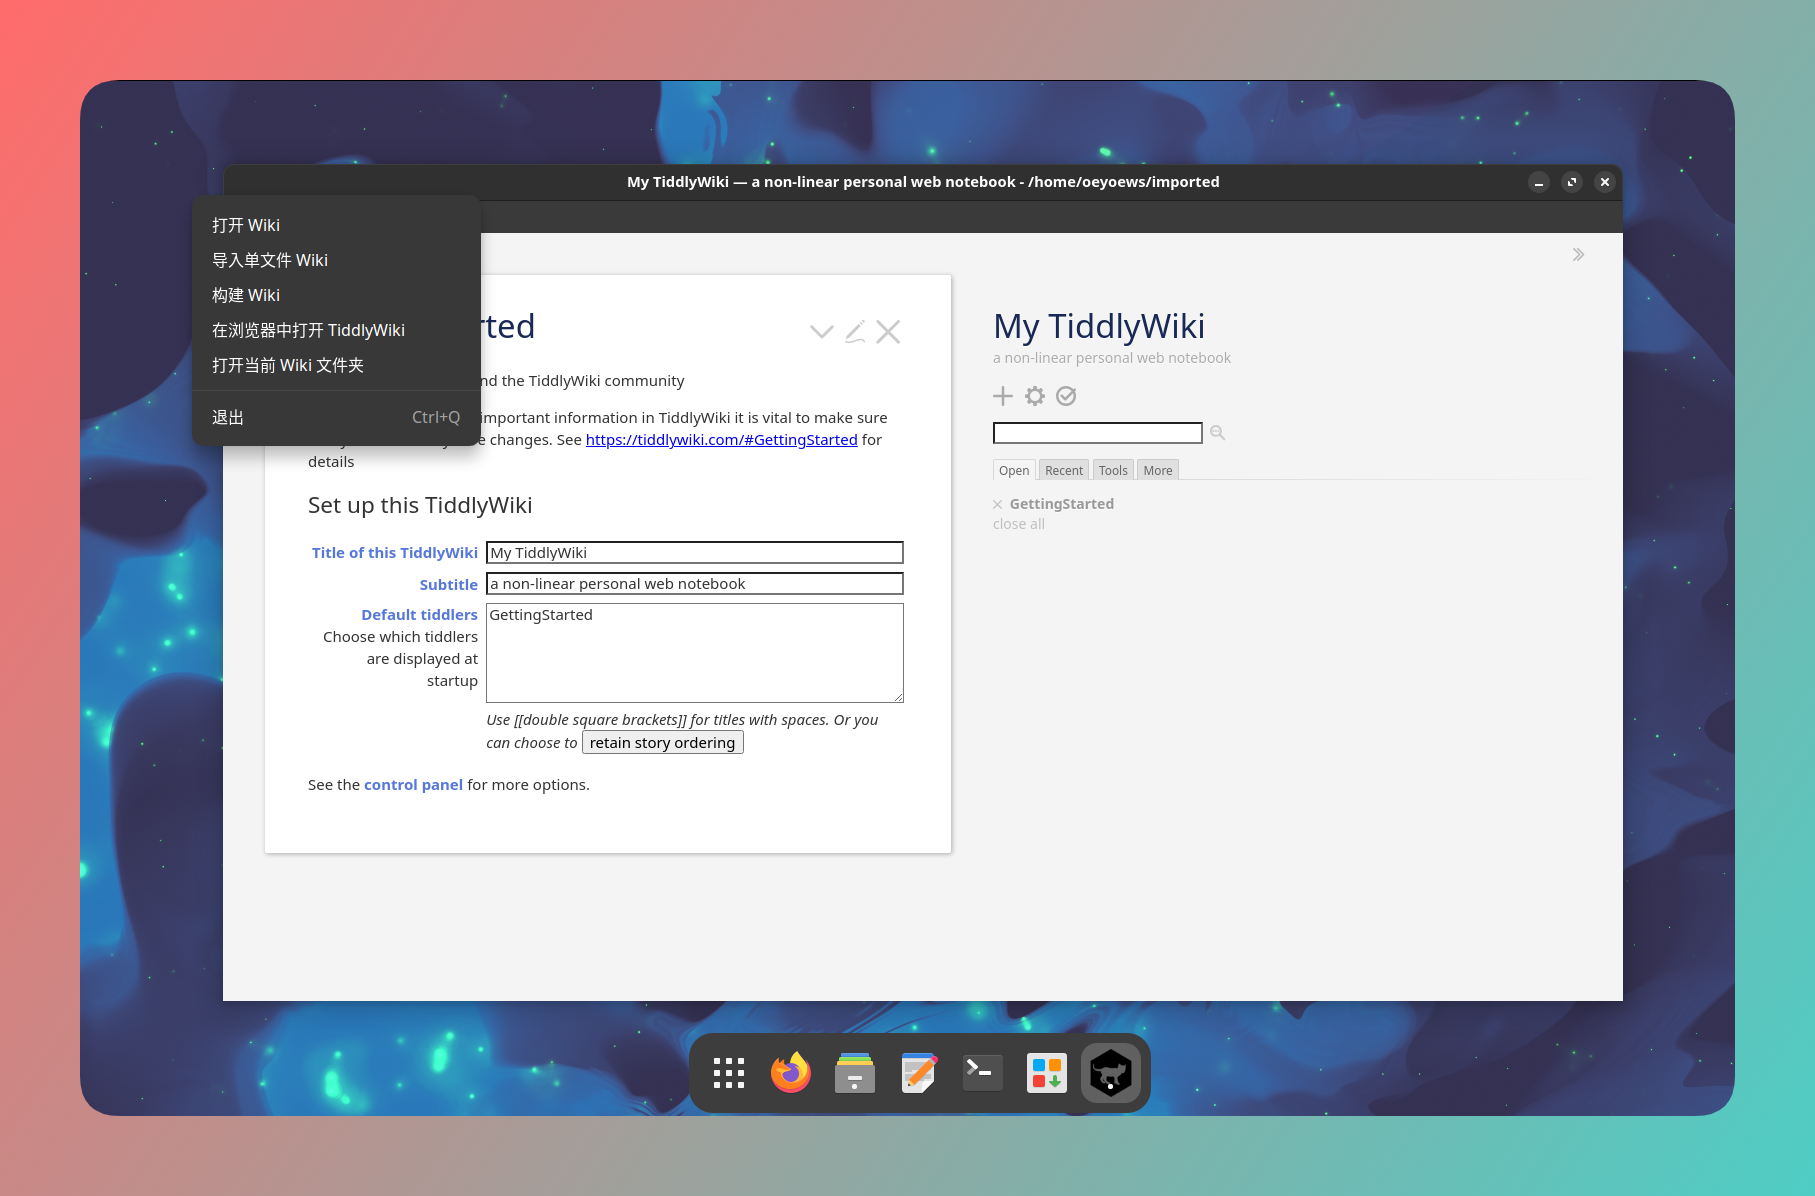 My TiddlyWiki — a non-linear personal web notebook - /home/oeyoews/imported
打开 Wiki
导入单文件 Wiki
构建 Wiki
在浏览器中打开 TiddlyWiki
打开当前 Wiki 文件夹
退出 Ctrl+Q
rted
nd the TiddlyWiki community
important information in TiddlyWiki it is vital to make sure
e changes. See https://tiddlywiki.com/#GettingStarted for
details
Set up this TiddlyWiki
Title of this TiddlyWiki My TiddlyWiki
Subtitle a non-linear personal web notebook
Default tiddlers GettingStarted
Choose which tiddlers
are displayed at
startup
Use [[double square brackets]] for titles with spaces. Or you
can choose to retain story ordering
See the control panel for more options.
My TiddlyWiki
a non-linear personal web notebook
Open Recent Tools More
GettingStarted
close all